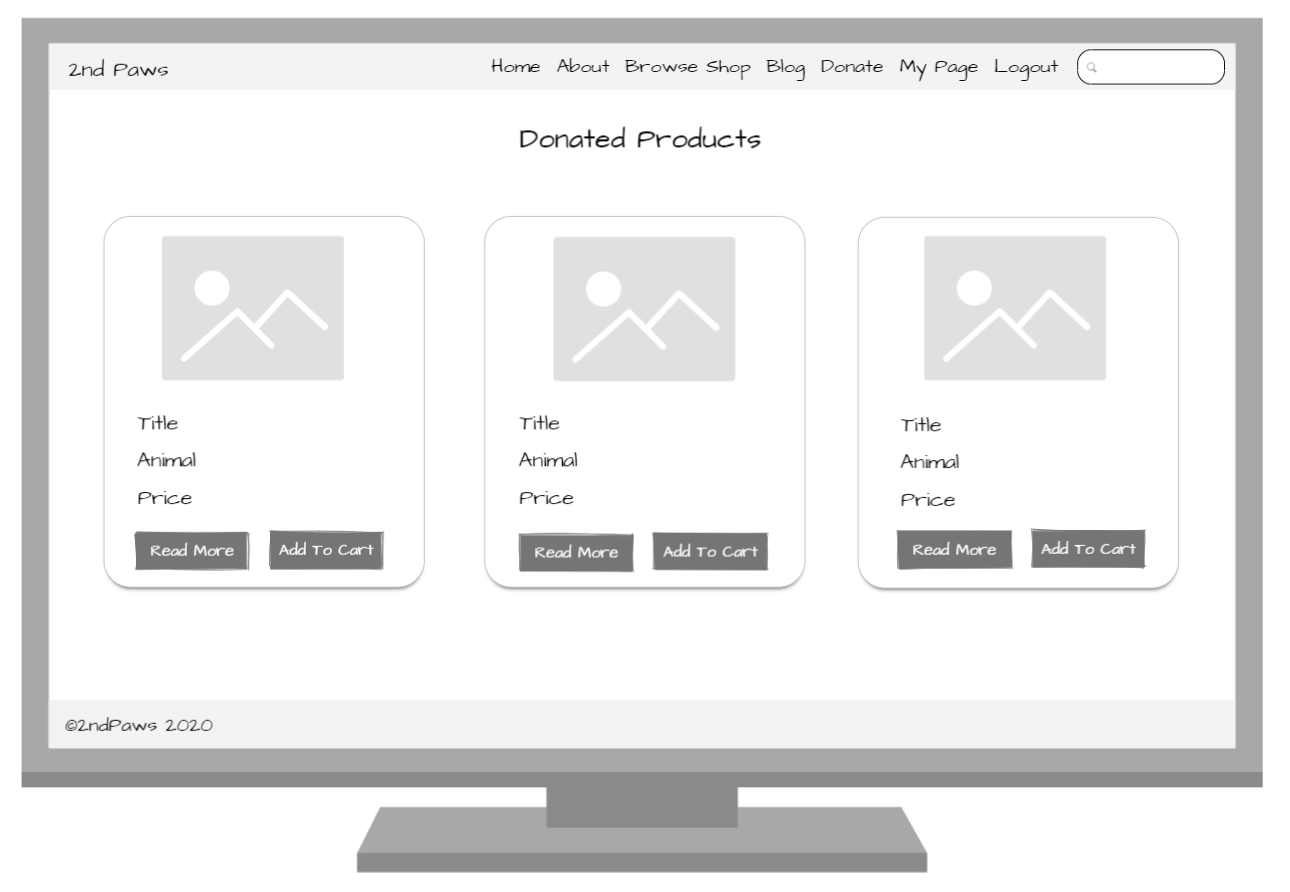 2nd Paws
Home About Browse Shop Blog Donate My Page Logout
Donated Products
Title
Animal
Price
Read More Add To Cart
Title
Animal
Price
Read More Add To Cart
Title
Animal
Price
Read More Add To Cart
©2ndPaws 2020